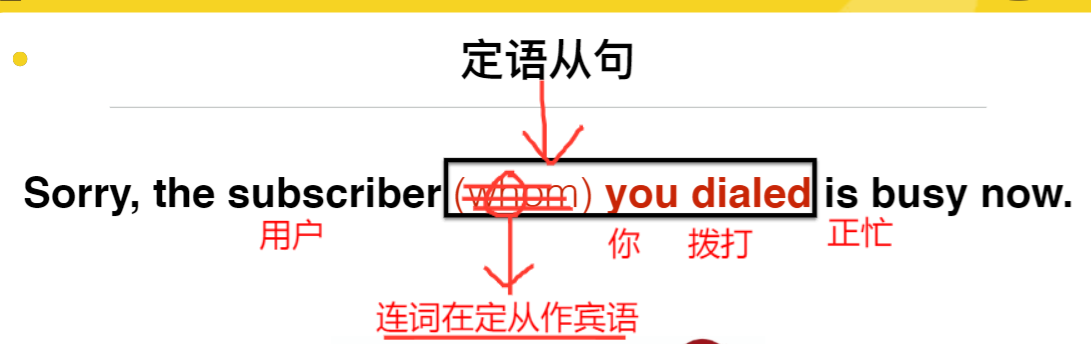 定语从句
Sorry, the subscriber (whom) you dialed is busy now.
用户 你 拨打 正忙
连词在定从作宾语